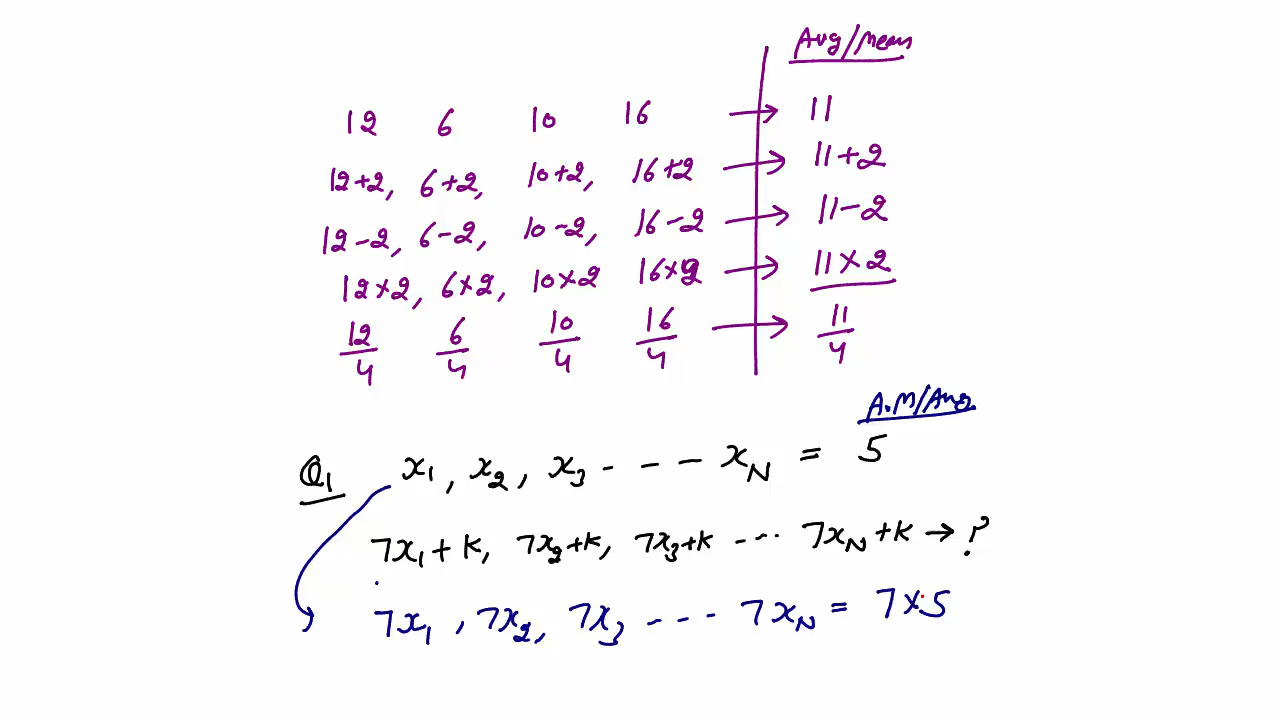 Avg/Mean
12 6 10 16 → 11
12+2, 6+2, 10+2, 16+2 → 11+2
12-2, 6-2, 10-2, 16-2 → 11-2
12×2, 6×2, 10×2 16×2 → 11×2
12/4 6/4 10/4 16/4 → 11/4
A.M/Avg
Q1 x₁, x₂, x₃ - - - xN = 5
7x₁+k, 7x₂+k, 7x₃+k --·· 7xN+k → ?
7x₁, 7x₂, 7x₃ - - - 7xN = 7×5